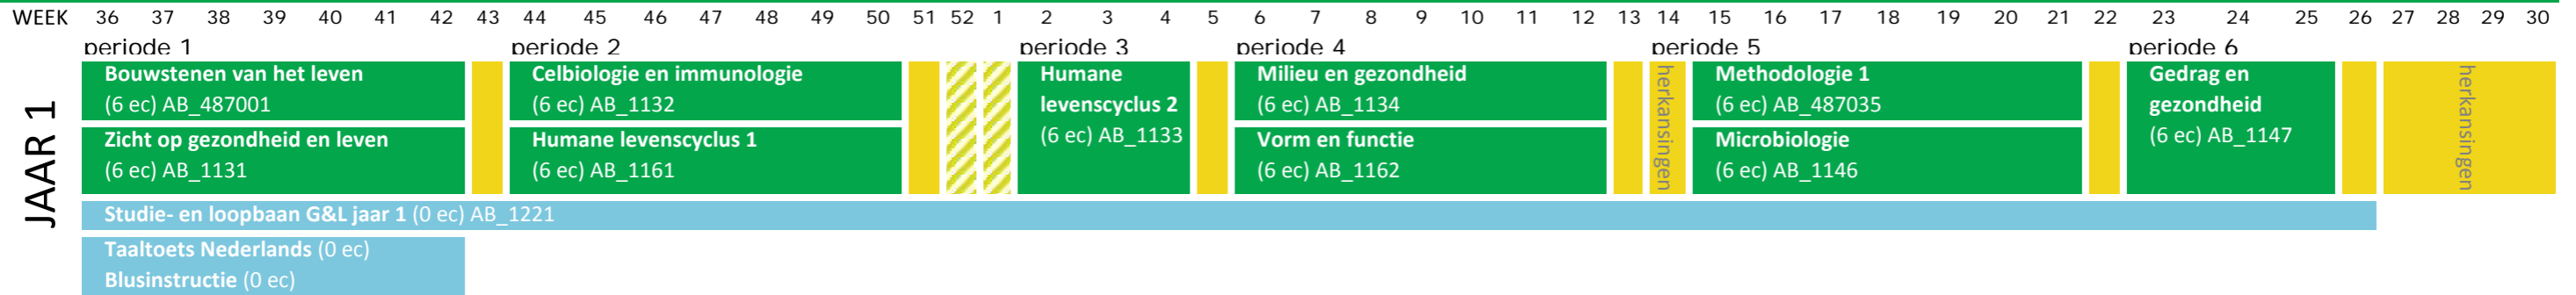 WEEK 36 37 38 39 40 41 42 43 44 45 46 47 48 49 50 51 52 1 2 3 4 5 6 7 8 9 10 11 12 13 14 15 16 17 18 19 20 21 22 23 24 25 26 27 28 29 30
periode 1 periode 2 periode 3 periode 4 periode 5 periode 6
JAAR 1
Bouwstenen van het leven
(6 ec) AB_487001
Zicht op gezondheid en leven
(6 ec) AB_1131
Celbiologie en immunologie
(6 ec) AB_1132
Humane levenscyclus 1
(6 ec) AB_1161
Humane
levenscyclus 2
(6 ec) AB_1133
Milieu en gezondheid
(6 ec) AB_1134
Vorm en functie
(6 ec) AB_1162
herkansingen
Methodologie 1
(6 ec) AB_487035
Microbiologie
(6 ec) AB_1146
Gedrag en
gezondheid
(6 ec) AB_1147
herkansingen
Studie- en loopbaan G&L jaar 1 (0 ec) AB_1221
Taaltoets Nederlands (0 ec)
Blusinstructie (0 ec)